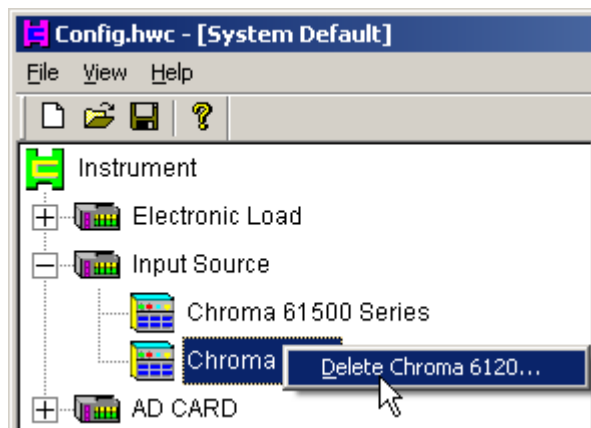 Config.hwc - [System Default]
File View Help
Instrument
Electronic Load
Input Source
Chroma 61500 Series
Chroma
Delete Chroma 6120...
AD CARD